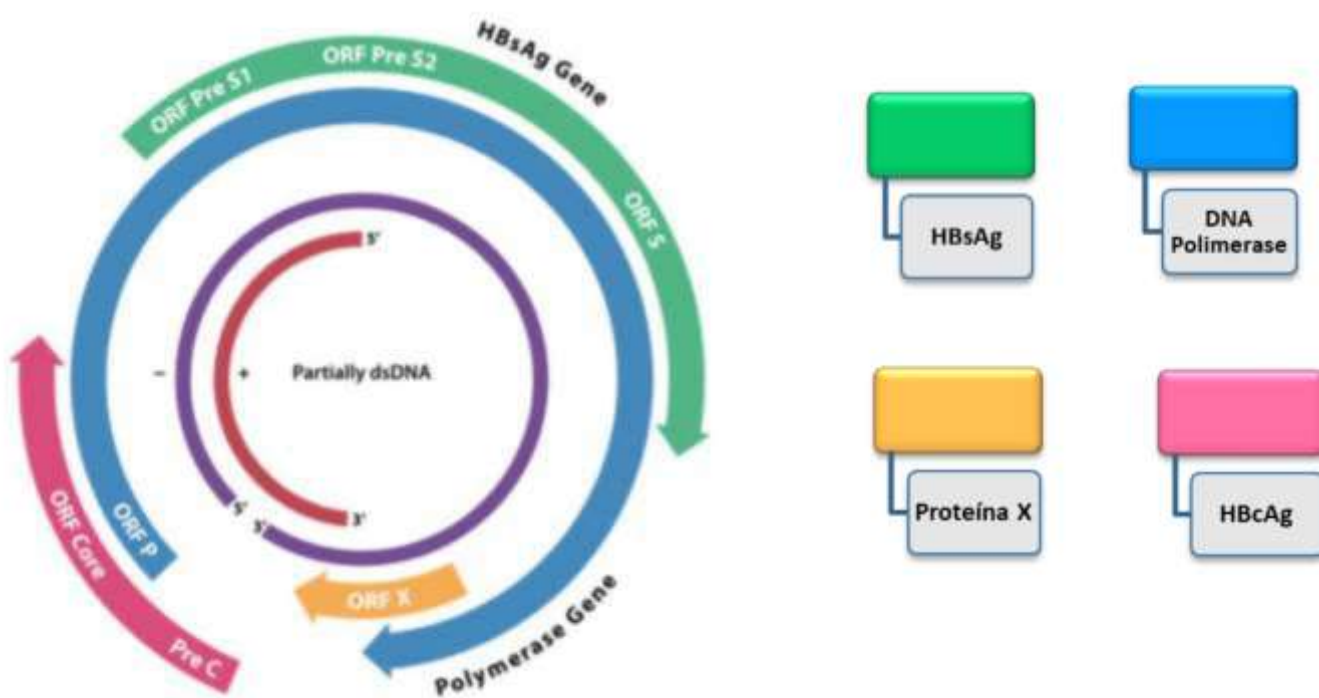 HBsAg Gene
ORF Pre S1
ORF Pre S2
ORF S
5'
−
+
Partially dsDNA
5'
3'
ORF P
ORF Core
Pre C
ORF X
Polymerase Gene
HBsAg
DNA
Polimerase
Proteína X
HBcAg